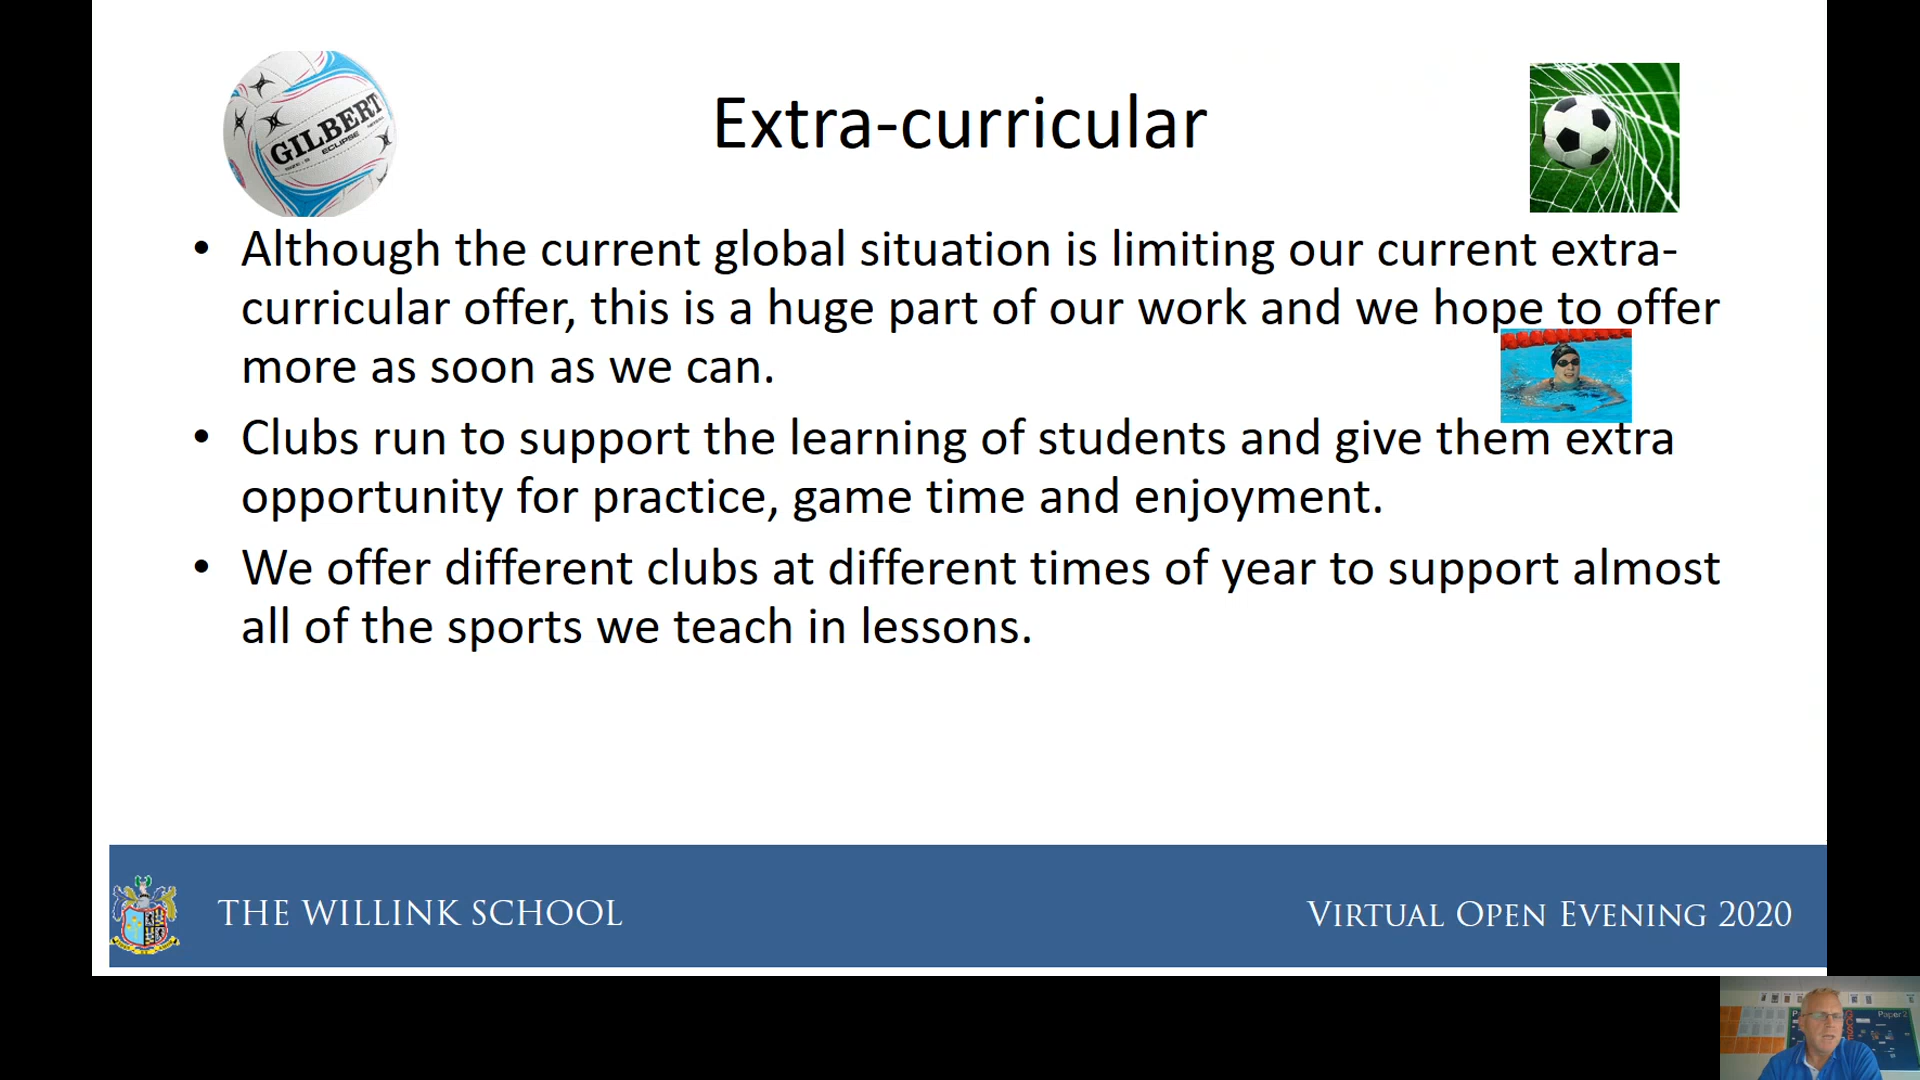 GILBERT
ECLIPSE
Extra-curricular
• Although the current global situation is limiting our current extra-
curricular offer, this is a huge part of our work and we hope to offer
more as soon as we can.
• Clubs run to support the learning of students and give them extra
opportunity for practice, game time and enjoyment.
• We offer different clubs at different times of year to support almost
all of the sports we teach in lessons.
THE WILLINK SCHOOL
VIRTUAL OPEN EVENING 2020
Paper 2